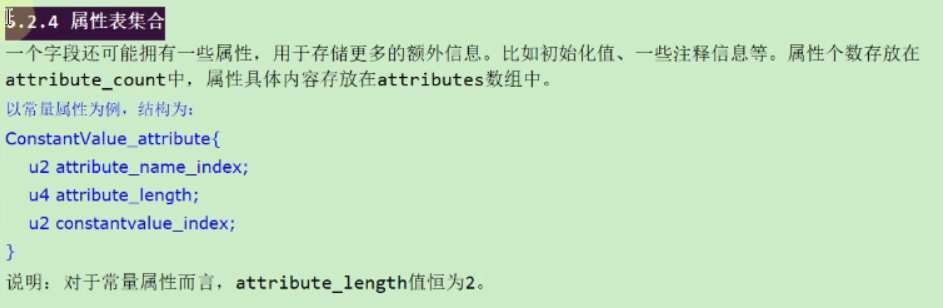 5.2.4 属性表集合
一个字段还可能拥有一些属性，用于存储更多的额外信息。比如初始化值、一些注释信息等。属性个数存放在
attribute_count中，属性具体内容存放在attributes数组中。
以常量属性为例，结构为：
ConstantValue_attribute{
u2 attribute_name_index;
u4 attribute_length;
u2 constantvalue_index;
}
说明：对于常量属性而言，attribute_length值恒为2。